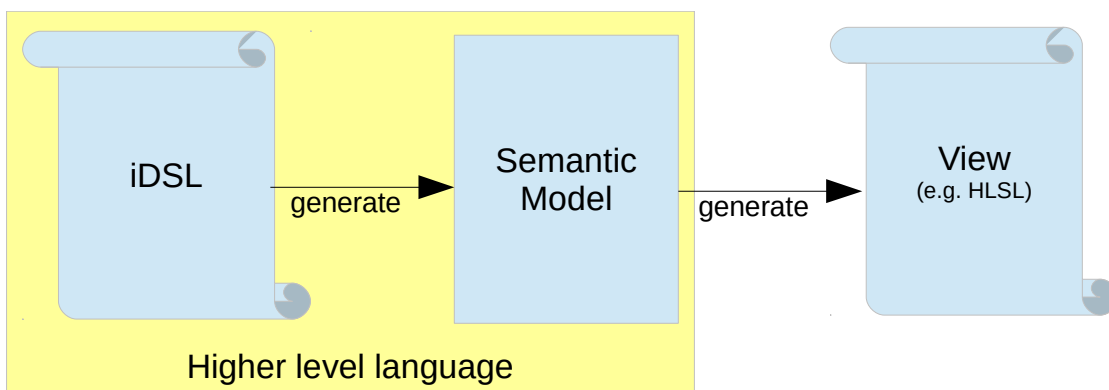 iDSL
generate
Semantic
Model
generate
View
(e.g. HLSL)
Higher level language